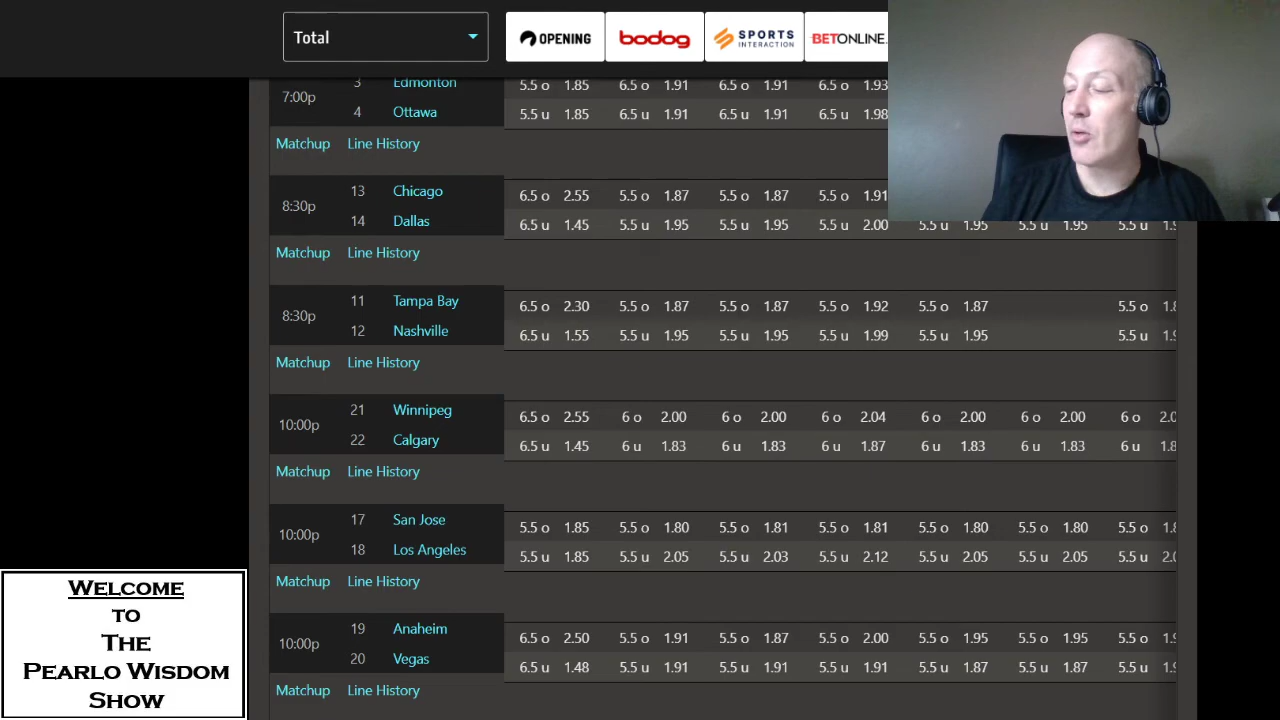 Total
OPENING
bodog
SPORTS INTERACTION
BETONLINE.
7:00p
3 Edmonton 5.5 o 1.85 6.5 o 1.91 6.5 o 1.91 6.5 o 1.93
4 Ottawa 5.5 u 1.85 6.5 u 1.91 6.5 u 1.91 6.5 u 1.98
Matchup Line History
8:30p
13 Chicago 6.5 o 2.55 5.5 o 1.87 5.5 o 1.87 5.5 o 1.91
14 Dallas 6.5 u 1.45 5.5 u 1.95 5.5 u 1.95 5.5 u 2.00 5.5 u 1.95 5.5 u 1.95 5.5 u
Matchup Line History
8:30p
11 Tampa Bay 6.5 o 2.30 5.5 o 1.87 5.5 o 1.87 5.5 o 1.92 5.5 o 1.87 5.5 o
12 Nashville 6.5 u 1.55 5.5 u 1.95 5.5 u 1.95 5.5 u 1.99 5.5 u 1.95 5.5 u
Matchup Line History
10:00p
21 Winnipeg 6.5 o 2.55 6 o 2.00 6 o 2.00 6 o 2.04 6 o 2.00 6 o 2.00 6 o
22 Calgary 6.5 u 1.45 6 u 1.83 6 u 1.83 6 u 1.87 6 u 1.83 6 u 1.83 6 u
Matchup Line History
10:00p
17 San Jose 5.5 o 1.85 5.5 o 1.80 5.5 o 1.81 5.5 o 1.81 5.5 o 1.80 5.5 o 1.80 5.5 o
18 Los Angeles 5.5 u 1.85 5.5 u 2.05 5.5 u 2.03 5.5 u 2.12 5.5 u 2.05 5.5 u 2.05 5.5 u
Matchup Line History
10:00p
19 Anaheim 6.5 o 2.50 5.5 o 1.91 5.5 o 1.87 5.5 o 2.00 5.5 o 1.95 5.5 o 1.95 5.5 o
20 Vegas 6.5 u 1.48 5.5 u 1.91 5.5 u 1.91 5.5 u 1.91 5.5 u 1.87 5.5 u 1.87 5.5 u
Matchup Line History
WELCOME
TO
THE
PEARLO WISDOM
SHOW